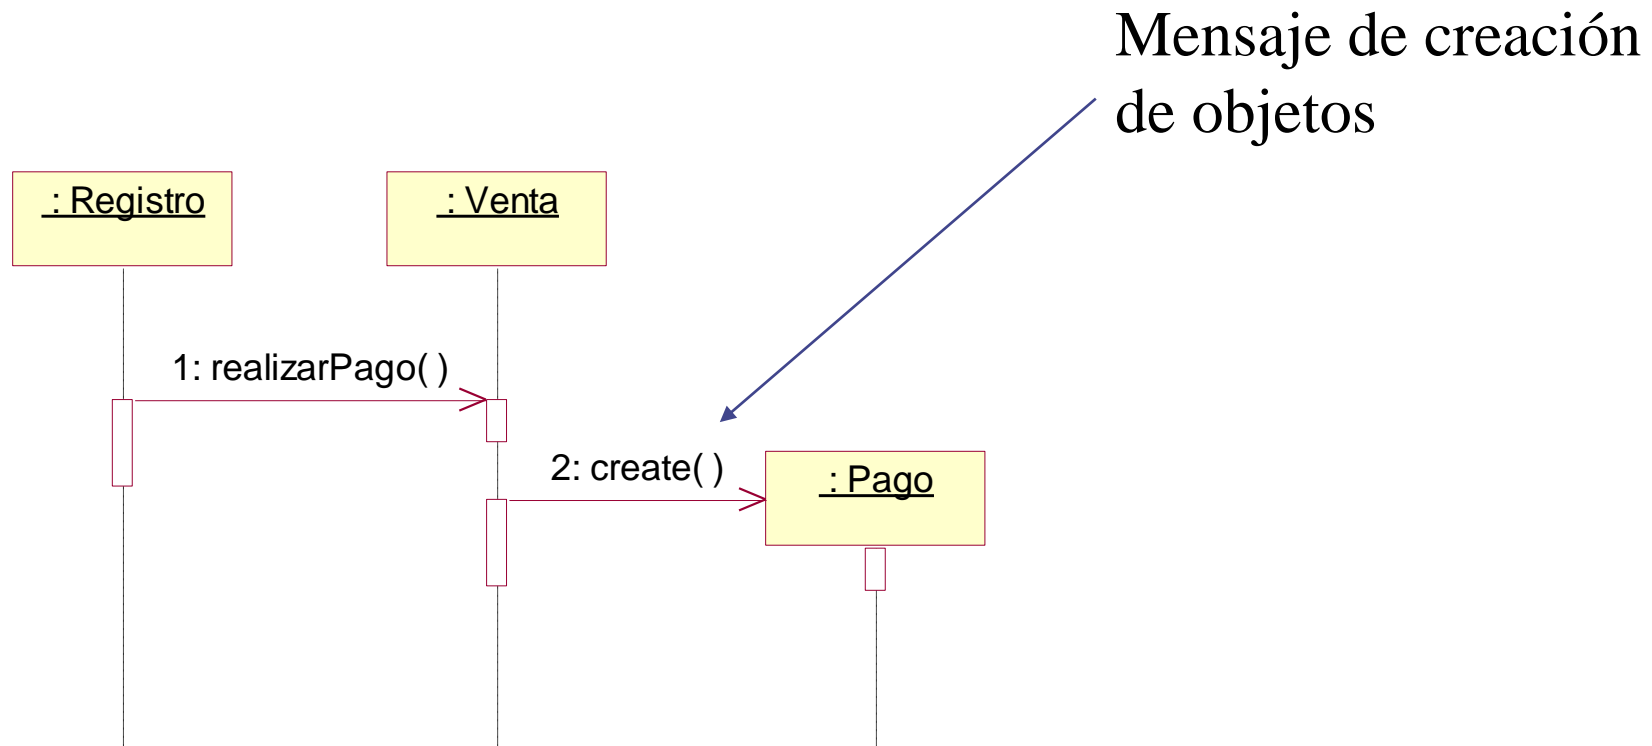 Mensaje de creación
de objetos
: Registro
: Venta
1: realizarPago( )
2: create( )
: Pago